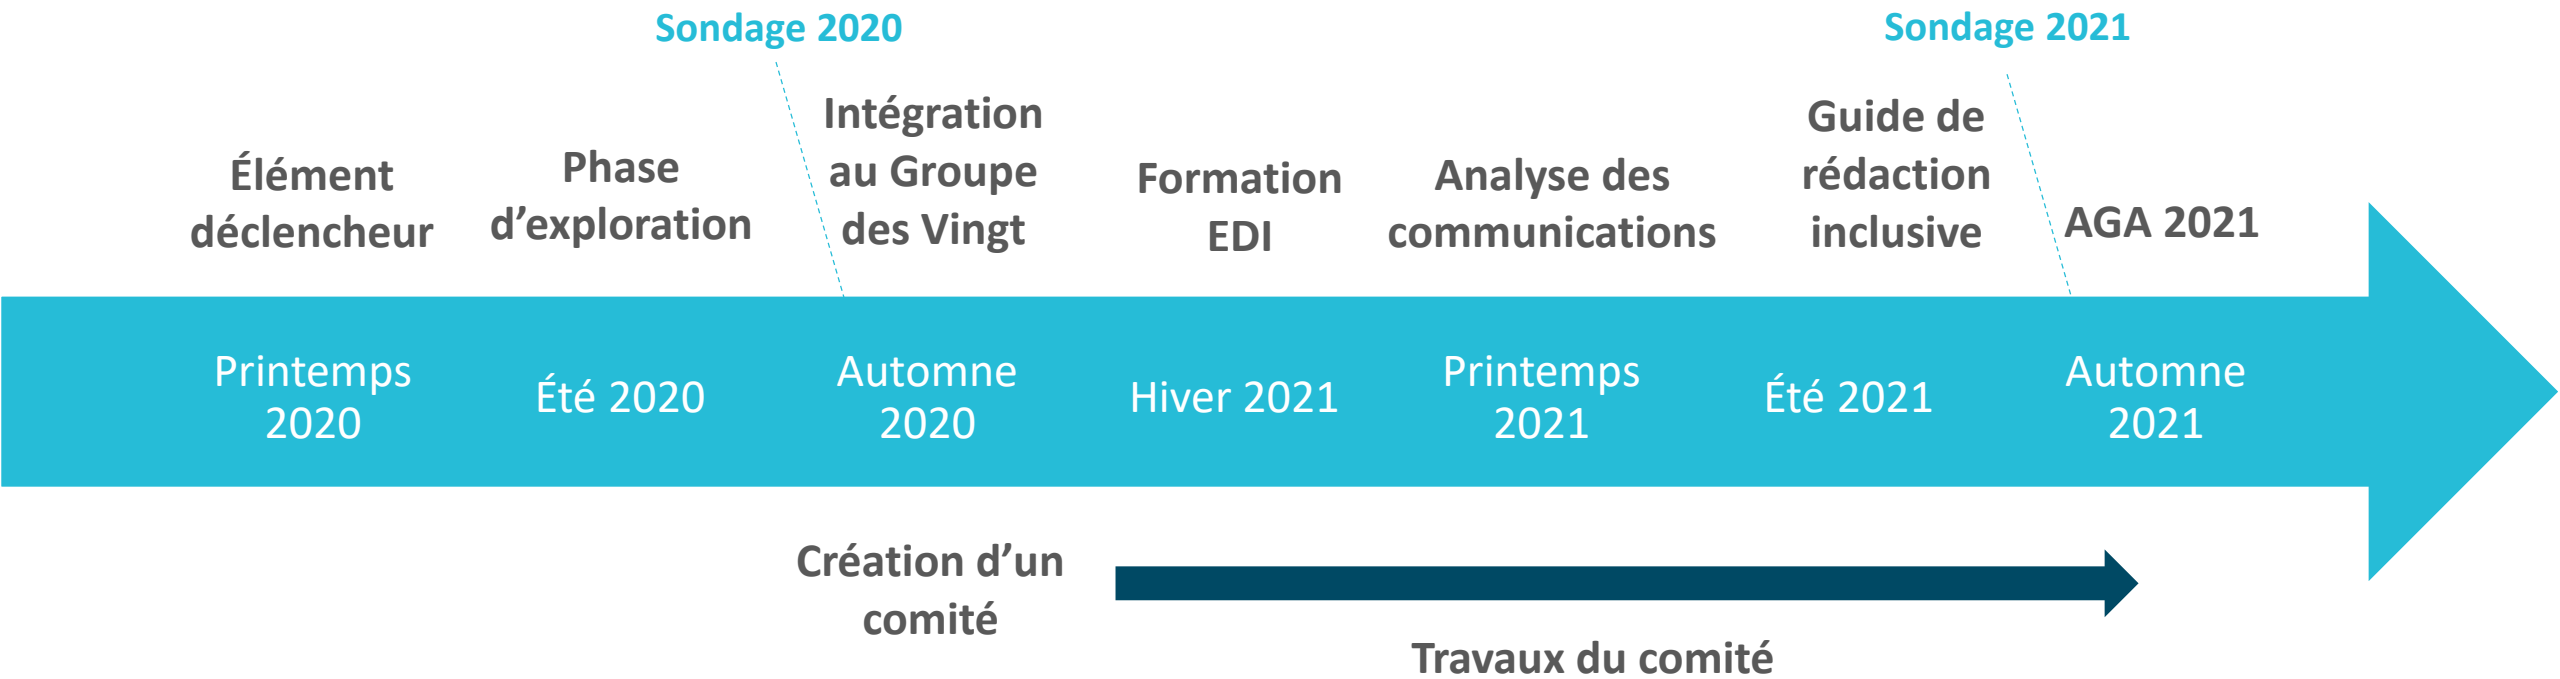 Sondage 2020
Sondage 2021
Élément
déclencheur
Phase
d’exploration
Intégration
au Groupe
des Vingt
Formation
EDI
Analyse des
communications
Guide de
rédaction
inclusive
AGA 2021
Printemps
2020
Été 2020
Automne
2020
Hiver 2021
Printemps
2021
Été 2021
Automne
2021
Création d’un
comité
Travaux du comité